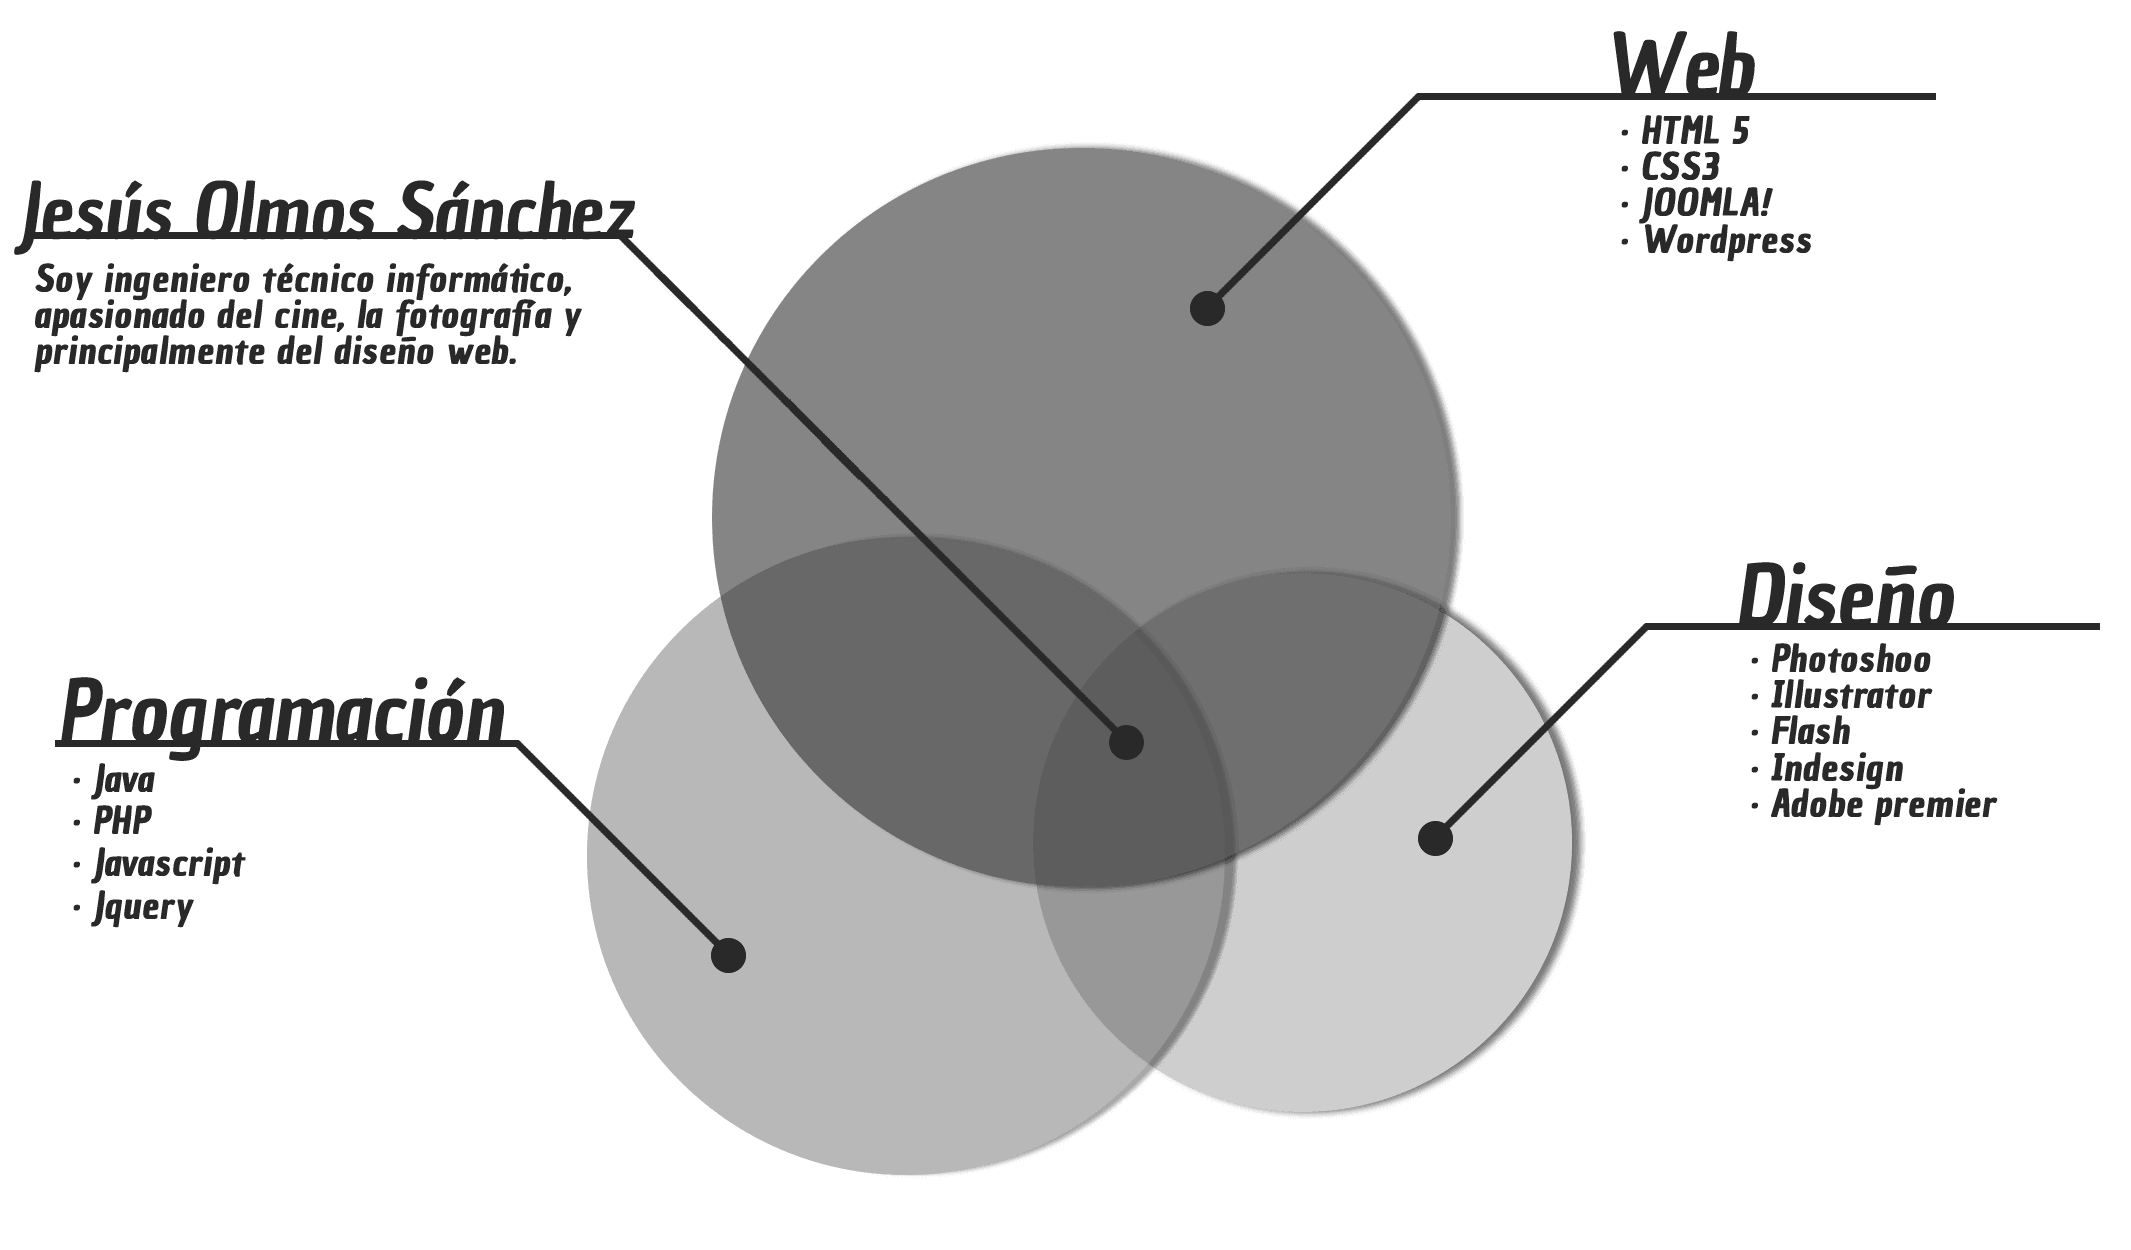 Web
· HTML 5
· CSS3
· JOOMLA!
· Wordpress
Jesús Olmos Sánchez
Soy ingeniero técnico informático,
apasionado del cine, la fotografía y
principalmente del diseño web.
Diseño
· Photoshoo
· Illustrator
· Flash
· Indesign
· Adobe premier
Programación
· Java
· PHP
· Javascript
· Jquery